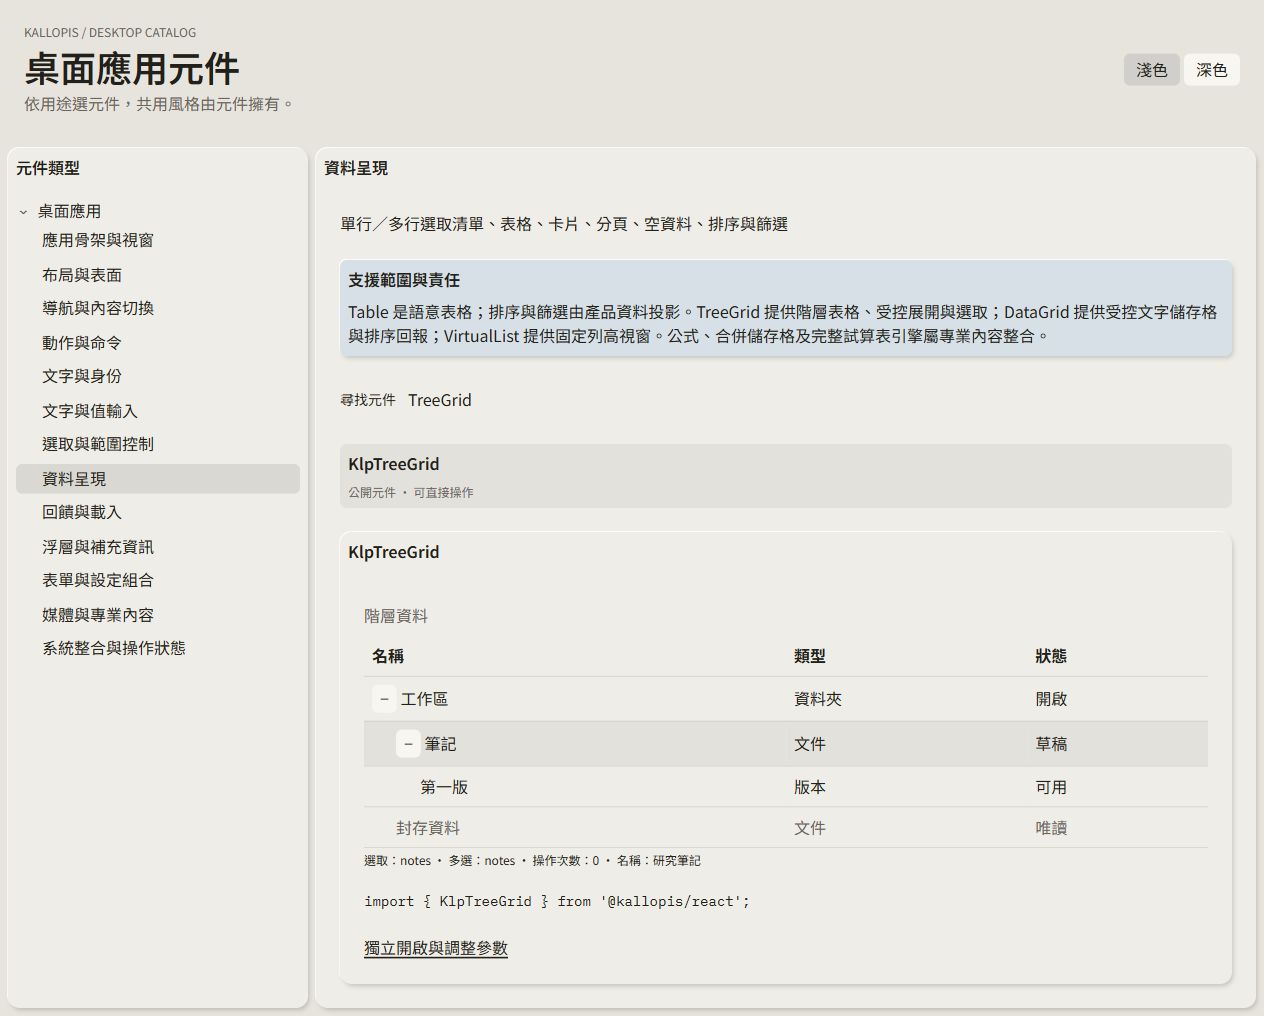 KALLOPIS / DESKTOP CATALOG
桌面應用元件
依用途選元件，共用風格由元件擁有。
淺色
深色
元件類型
桌面應用
應用骨架與視窗
布局與表面
導航與內容切換
動作與命令
文字與身份
文字與值輸入
選取與範圍控制
資料呈現
回饋與載入
浮層與補充資訊
表單與設定組合
媒體與專業內容
系統整合與操作狀態
資料呈現
單行／多行選取清單、表格、卡片、分頁、空資料、排序與篩選
支援範圍與責任
Table 是語意表格；排序與篩選由產品資料投影。TreeGrid 提供階層表格、受控展開與選取；DataGrid 提供受控文字儲存格
與排序回報；VirtualList 提供固定列高視窗。公式、合併儲存格及完整試算表引擎屬專業內容整合。
尋找元件 TreeGrid
KlpTreeGrid
公開元件 · 可直接操作
KlpTreeGrid
階層資料
名稱 類型 狀態
− 工作區 資料夾 開啟
− 筆記 文件 草稿
第一版 版本 可用
封存資料 文件 唯讀
選取：notes · 多選：notes · 操作次數：0 · 名稱：研究筆記
import { KlpTreeGrid } from '@kallopis/react';
獨立開啟與調整參數